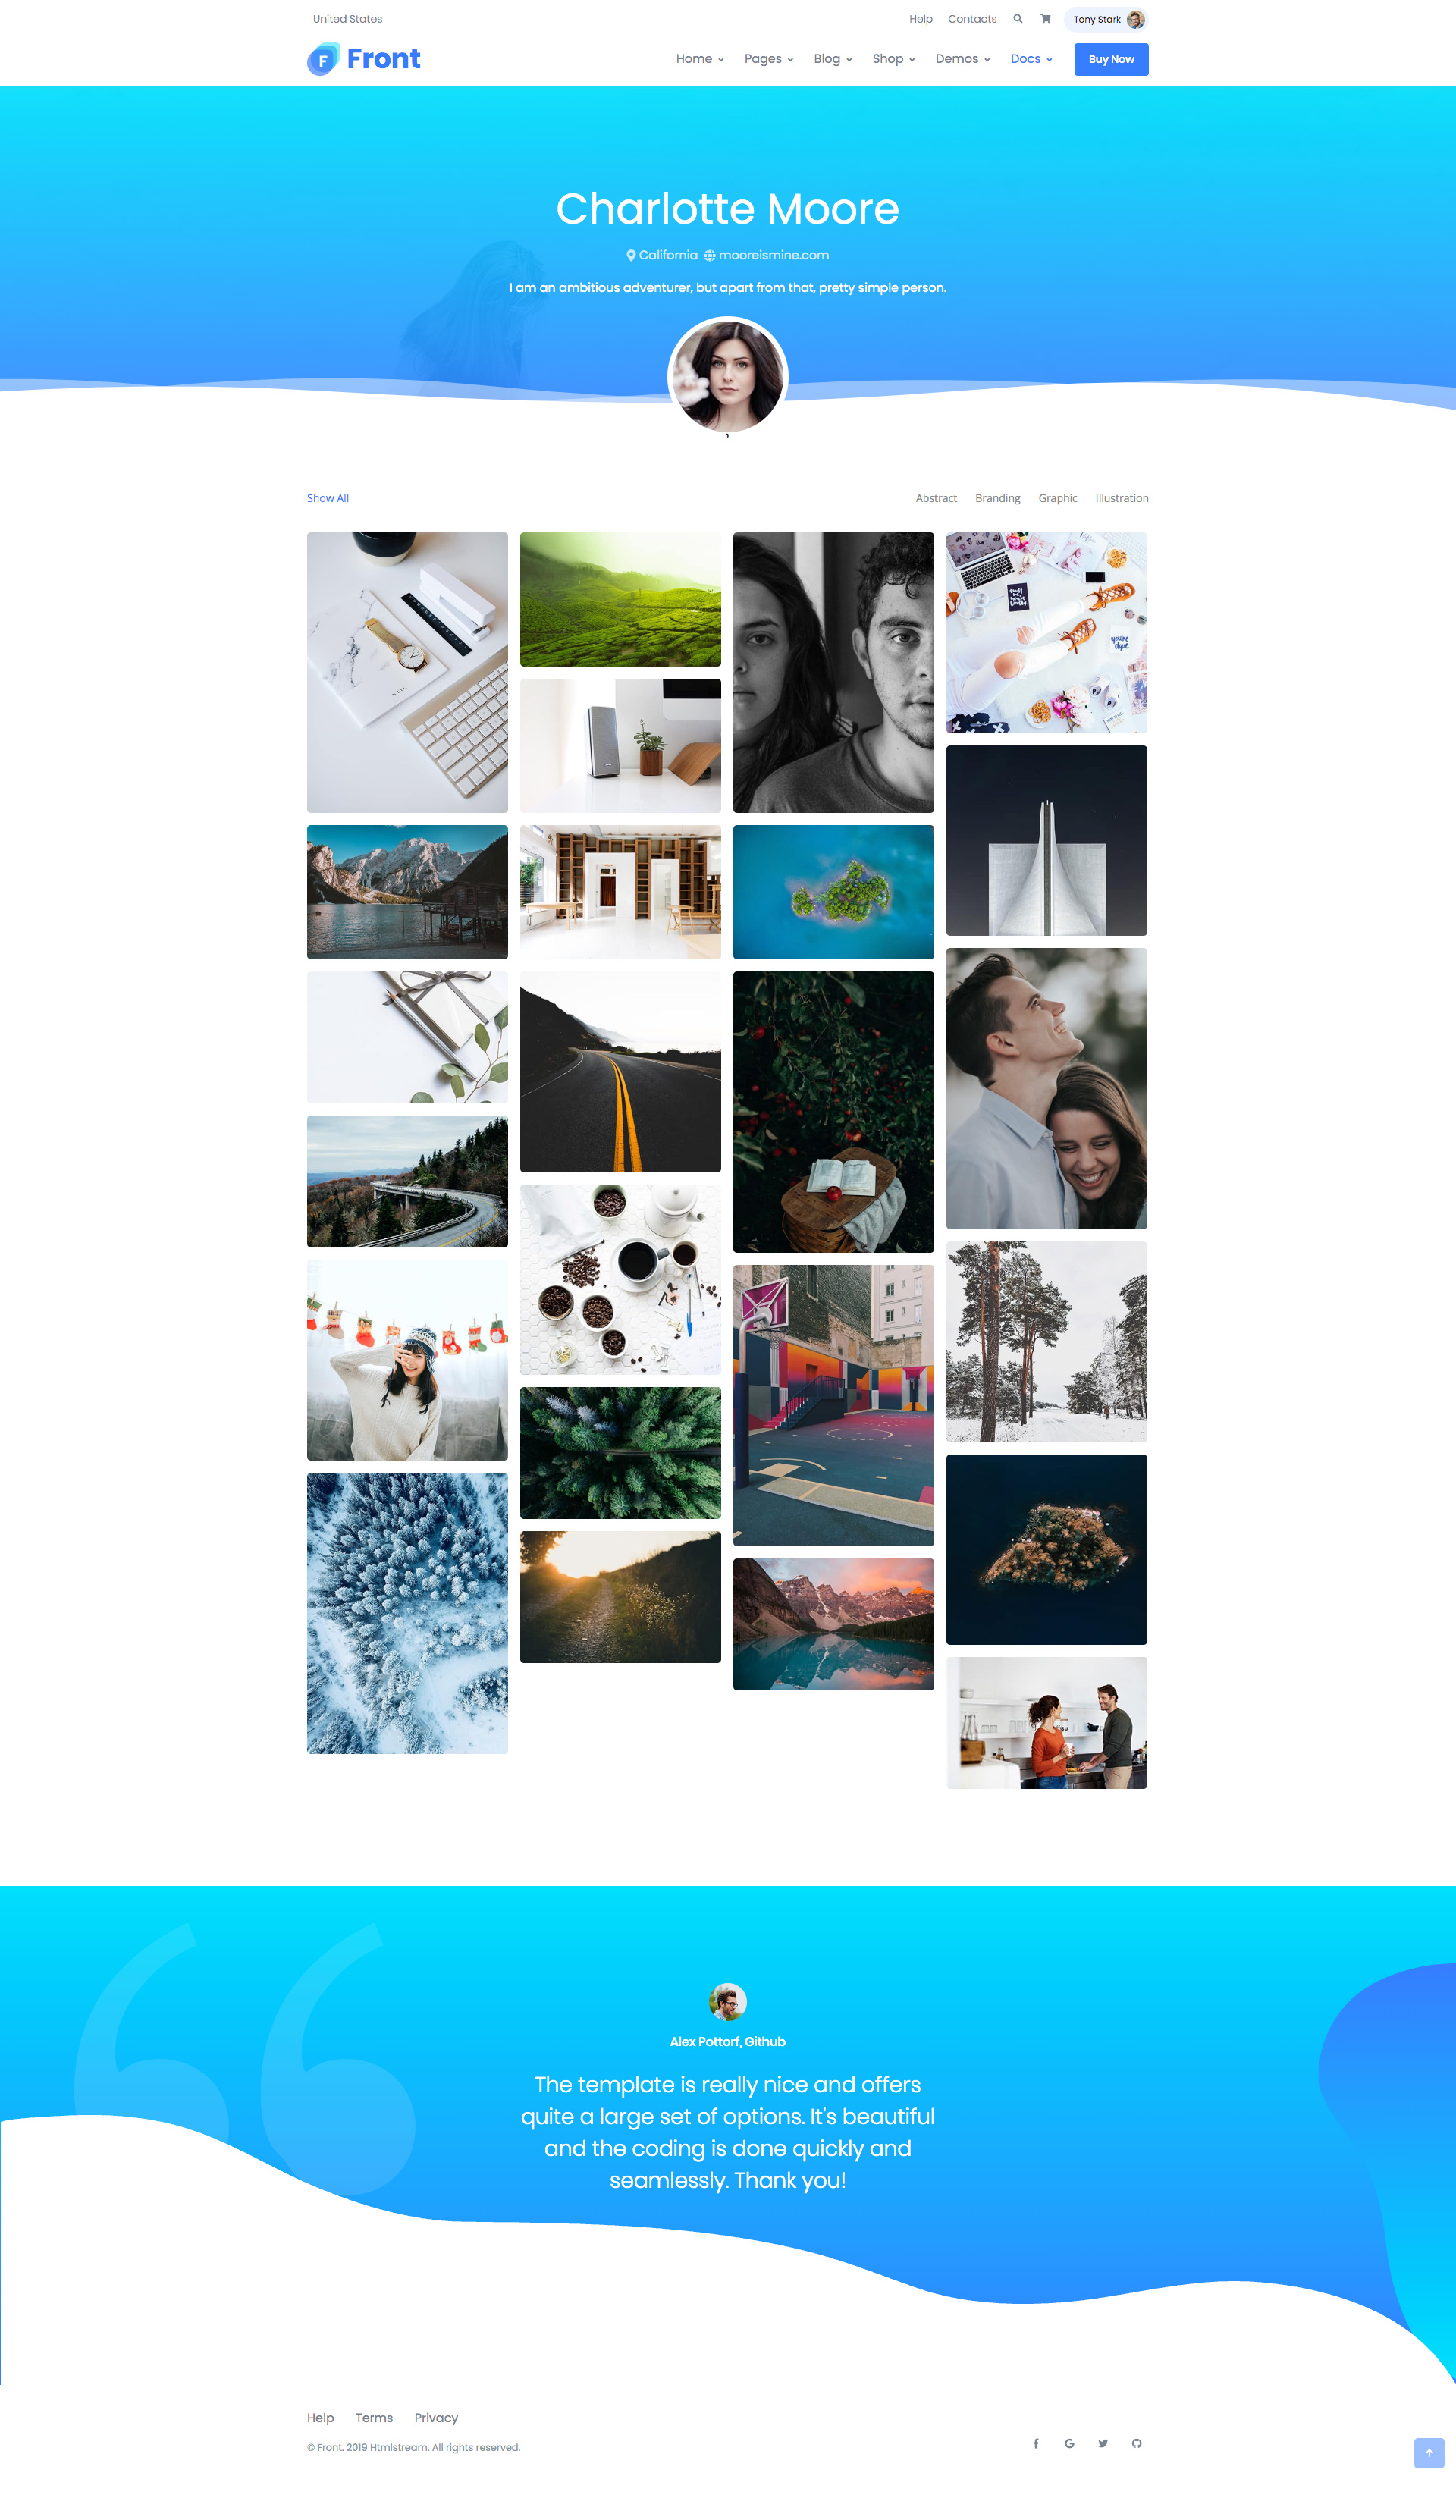 United States
Help Contacts Tony Stark
F Front
Home Pages Blog Shop Demos Docs Buy Now
Charlotte Moore
California mooreismine.com
I am an ambitious adventurer, but apart from that, pretty simple person.
Show All Abstract Branding Graphic Illustration
you're
dope.
“
Alex Pottorf, Github
The template is really nice and offers
quite a large set of options. It's beautiful
and the coding is done quickly and
seamlessly. Thank you!
Help Terms Privacy
© Front. 2019 Htmlstream. All rights reserved.